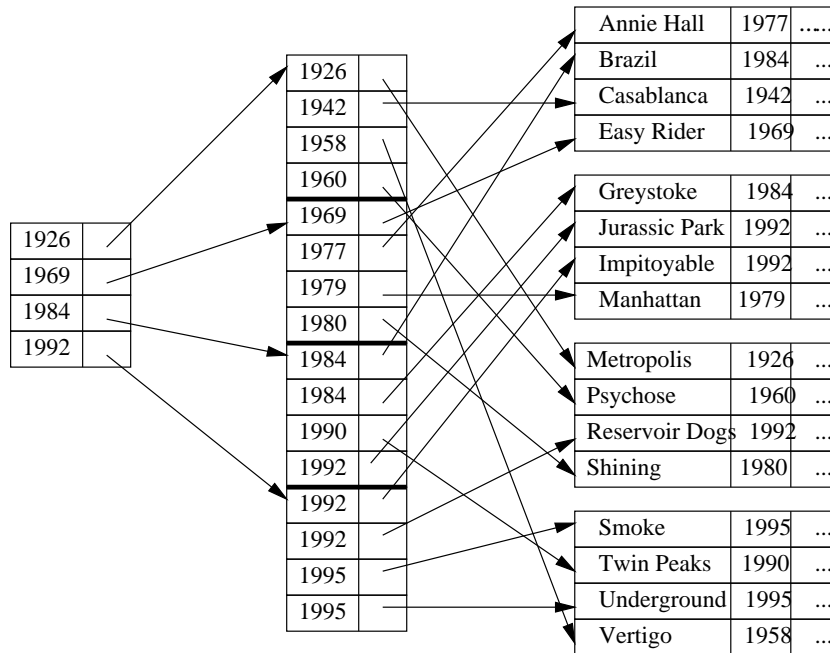 1926
1969
1984
1992
1926
1942
1958
1960
1969
1977
1979
1980
1984
1984
1990
1992
1992
1992
1995
1995
Annie Hall 1977 ......
Brazil 1984 ...
Casablanca 1942 ...
Easy Rider 1969 ...
Greystoke 1984 ...
Jurassic Park 1992 ...
Impitoyable 1992 ...
Manhattan 1979 ...
Metropolis 1926 ...
Psychose 1960 ...
Reservoir Dogs 1992 ...
Shining 1980 ...
Smoke 1995 ...
Twin Peaks 1990 ...
Underground 1995 ...
Vertigo 1958 ...